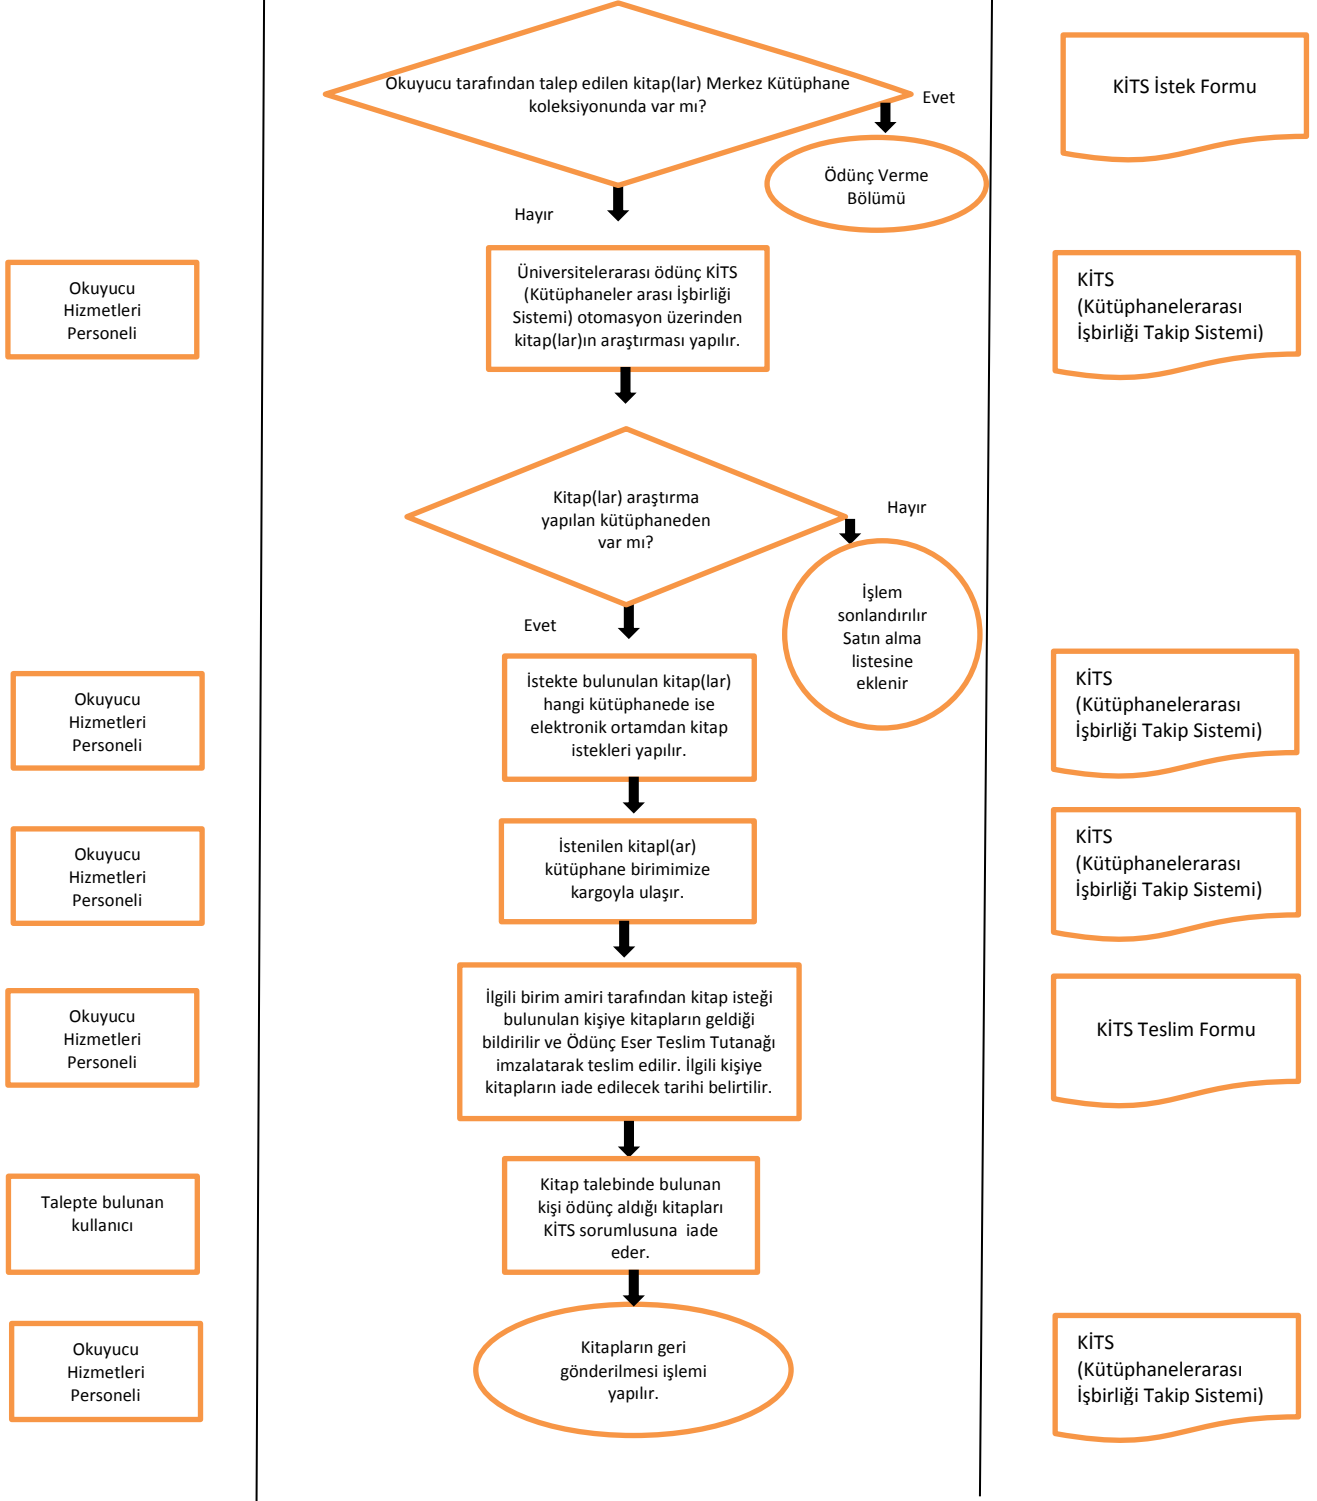 Okuyucu tarafından talep edilen kitap(lar) Merkez Kütüphane
koleksiyonunda var mı?
Evet
KİTS İstek Formu
Ödünç Verme
Bölümü
Hayır
Okuyucu
Hizmetleri
Personeli
Üniversitelerarası ödünç KİTS
(Kütüphaneler arası İşbirliği
Sistemi) otomasyon üzerinden
kitap(lar)ın araştırması yapılır.
KİTS
(Kütüphanelerarası
İşbirliği Takip Sistemi)
Kitap(lar) araştırma
yapılan kütüphaneden
var mı?
Hayır
İşlem
sonlandırılır
Satın alma
listesine
eklenir
Evet
Okuyucu
Hizmetleri
Personeli
İstekte bulunulan kitap(lar)
hangi kütüphanede ise
elektronik ortamdan kitap
istekleri yapılır.
KİTS
(Kütüphanelerarası
İşbirliği Takip Sistemi)
Okuyucu
Hizmetleri
Personeli
İstenilen kitapl(ar)
kütüphane birimimize
kargoyla ulaşır.
KİTS
(Kütüphanelerarası
İşbirliği Takip Sistemi)
Okuyucu
Hizmetleri
Personeli
İlgili birim amiri tarafından kitap isteği
bulunulan kişiye kitapların geldiği
bildirilir ve Ödünç Eser Teslim Tutanağı
imzalatarak teslim edilir. İlgili kişiye
kitapların iade edilecek tarihi belirtilir.
KİTS Teslim Formu
Talepte bulunan
kullanıcı
Kitap talebinde bulunan
kişi ödünç aldığı kitapları
KİTS sorumlusuna iade
eder.
Okuyucu
Hizmetleri
Personeli
Kitapların geri
gönderilmesi işlemi
yapılır.
KİTS
(Kütüphanelerarası
İşbirliği Takip Sistemi)